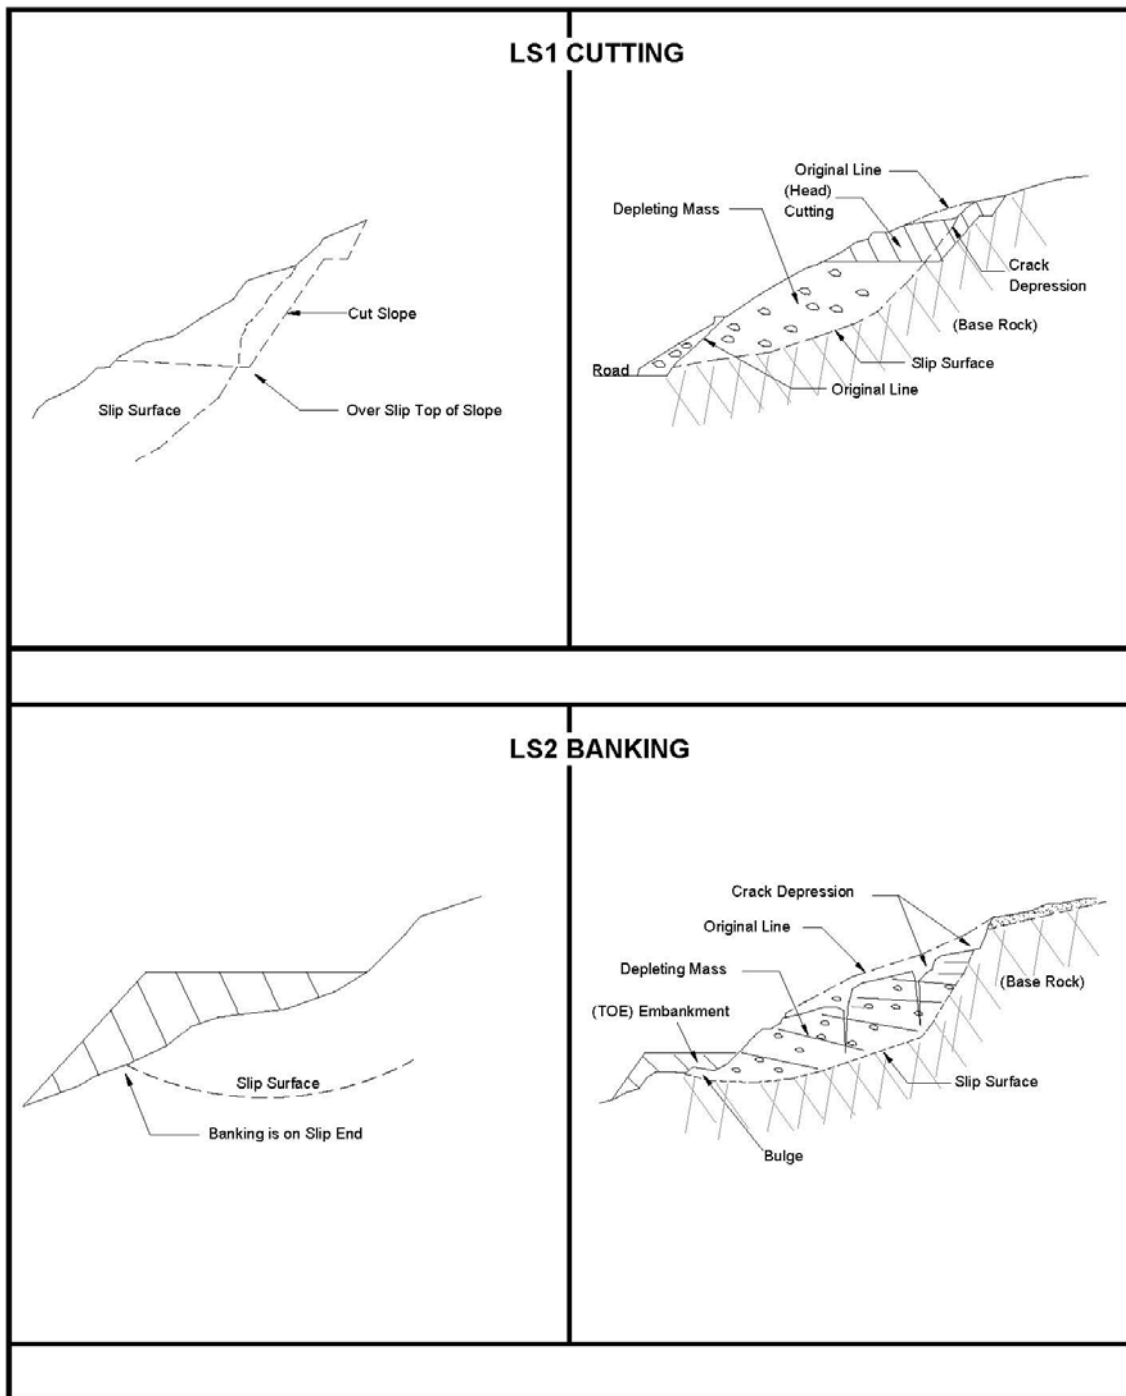 LS1 CUTTING
Cut Slope
Slip Surface
Over Slip Top of Slope
Original Line
(Head)
Cutting
Depleting Mass
Crack
Depression
(Base Rock)
Slip Surface
Road
Original Line
LS2 BANKING
Slip Surface
Banking is on Slip End
Crack Depression
Original Line
Depleting Mass
(Base Rock)
(TOE) Embankment
Slip Surface
Bulge